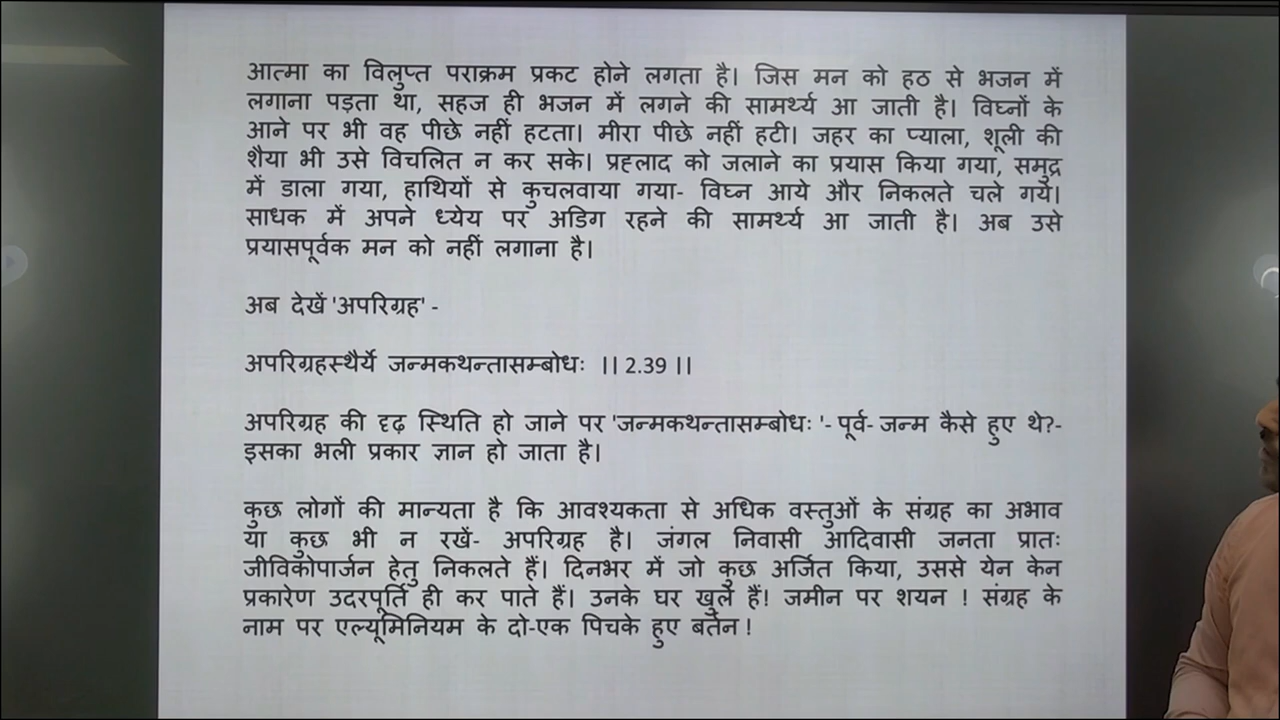 आत्मा का विलुप्त पराक्रम प्रकट होने लगता है। जिस मन को हठ से भजन में
लगाना पड़ता था, सहज ही भजन में लगने की सामर्थ्य आ जाती है। विघ्नों के
आने पर भी वह पीछे नहीं हटता। मीरा पीछे नहीं हटी। जहर का प्याला, शूली की
शैया भी उसे विचलित न कर सके। प्रह्लाद को जलाने का प्रयास किया गया, समुद्र
में डाला गया, हाथियों से कुचलवाया गया- विघ्न आये और निकलते चले गये।
साधक में अपने ध्येय पर अडिग रहने की सामर्थ्य आ जाती है। अब उसे
प्रयासपूर्वक मन को नहीं लगाना है।
अब देखें 'अपरिग्रह' -
अपरिग्रहस्थैर्ये जन्मकथन्तासम्बोधः ।। 2.39 ।।
अपरिग्रह की दृढ़ स्थिति हो जाने पर 'जन्मकथन्तासम्बोधः '- पूर्व- जन्म कैसे हुए थे?-
इसका भली प्रकार ज्ञान हो जाता है।
कुछ लोगों की मान्यता है कि आवश्यकता से अधिक वस्तुओं के संग्रह का अभाव
या कुछ भी न रखें- अपरिग्रह है। जंगल निवासी आदिवासी जनता प्रातः
जीविकोपार्जन हेतु निकलते हैं। दिनभर में जो कुछ अर्जित किया, उससे येन केन
प्रकारेण उदरपूर्ति ही कर पाते हैं। उनके घर खुले हैं! जमीन पर शयन ! संग्रह के
नाम पर एल्यूमिनियम के दो-एक पिचके हुए बर्तन !